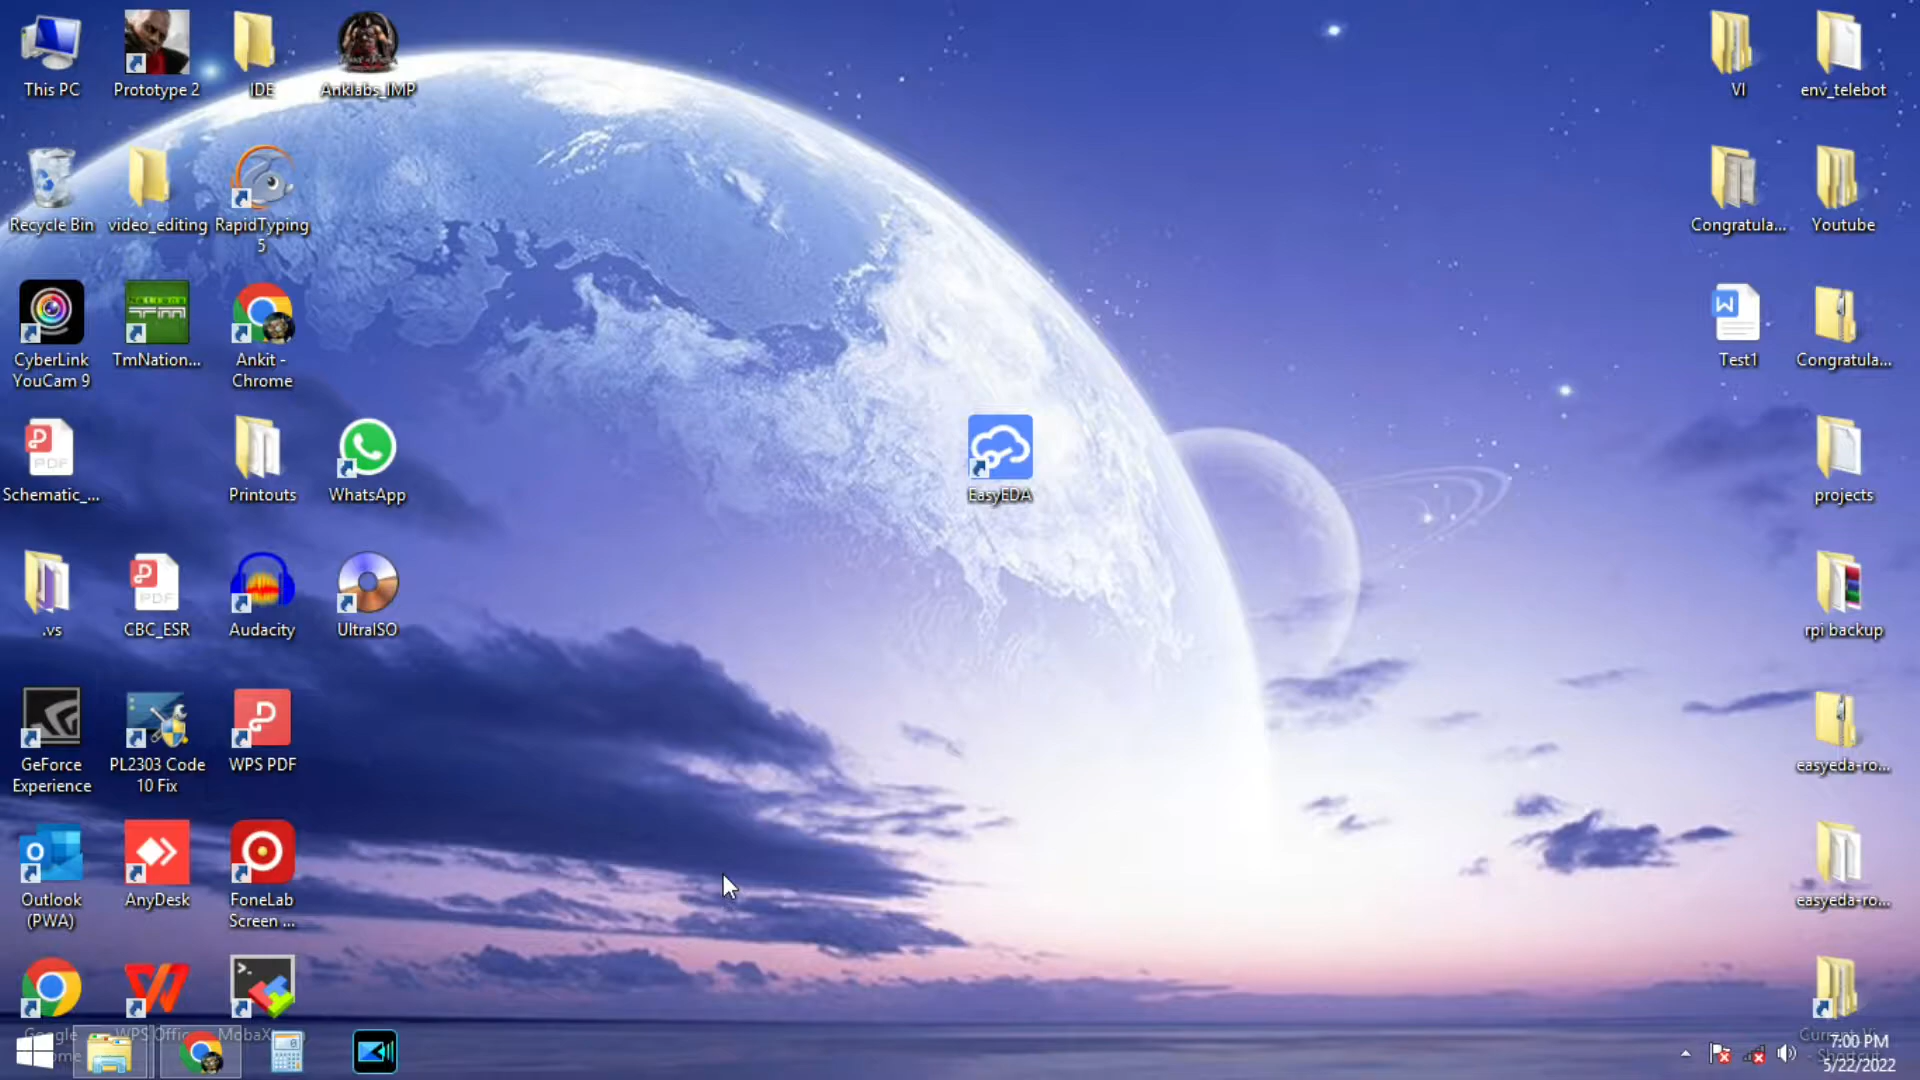 This PC
Prototype 2
IDE
Anklabs_IMP
VI
env_telebot
Recycle Bin
video_editing
RapidTyping
5
Congratula...
Youtube
CyberLink
YouCam 9
TmNation...
Ankit -
Chrome
Test1
Congratula...
Schematic_...
Printouts
WhatsApp
EasyEDA
projects
.vs
CBC_ESR
Audacity
UltraISO
rpi backup
GeForce
Experience
PL2303 Code
10 Fix
WPS PDF
easyeda-ro...
Outlook
(PWA)
AnyDesk
FoneLab
Screen ...
easyeda-ro...
Google
WPS Office
7:00 PM
5/22/2022